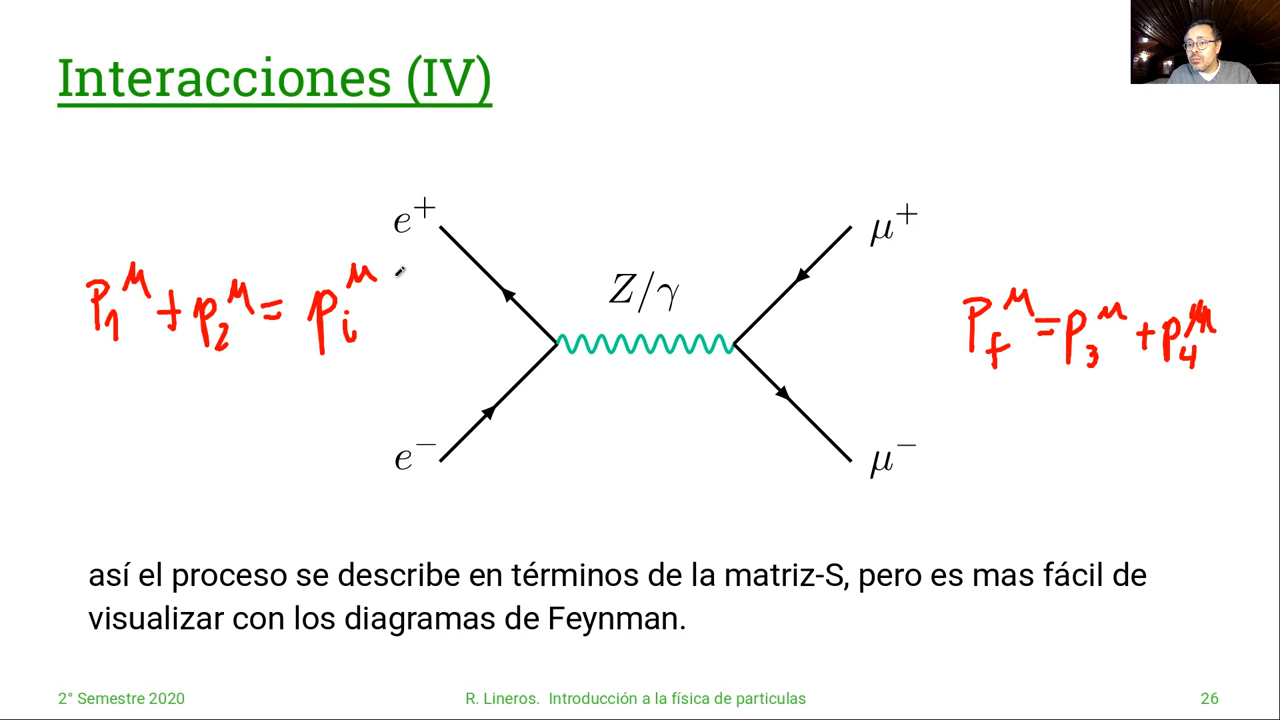 Interacciones (IV)
e⁺
μ⁺
Z/γ
p₁^μ + p₂^μ = p_i^μ
p_f^μ = p₃^μ + p₄^μ
e⁻
μ⁻
así el proceso se describe en términos de la matriz-S, pero es mas fácil de
visualizar con los diagramas de Feynman.
2° Semestre 2020
R. Lineros. Introducción a la física de particulas
26